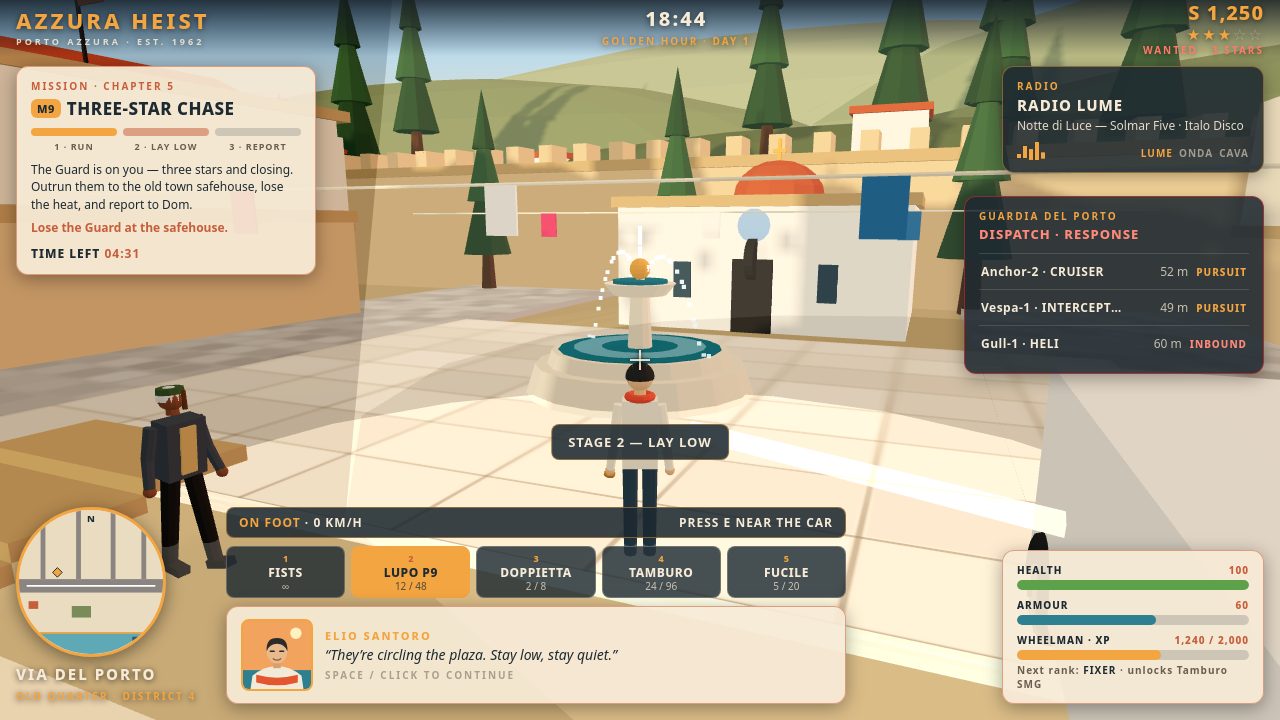 AZZURA HEIST
PORTO AZZURA · EST. 1962
18:44
GOLDEN HOUR · DAY 1
S 1,250
★★★☆☆
WANTED · 3 STARS
MISSION · CHAPTER 5
M9 THREE-STAR CHASE
1 · RUN 2 · LAY LOW 3 · REPORT
The Guard is on you — three stars and closing.
Outrun them to the old town safehouse, lose
the heat, and report to Dom.
Lose the Guard at the safehouse.
TIME LEFT 04:31
RADIO
RADIO LUME
Notte di Luce — Solmar Five · Italo Disco
LUME ONDA CAVA
GUARDIA DEL PORTO
DISPATCH · RESPONSE
Anchor-2 · CRUISER 52 m PURSUIT
Vespa-1 · INTERCEPT… 49 m PURSUIT
Gull-1 · HELI 60 m INBOUND
STAGE 2 — LAY LOW
N
VIA DEL PORTO
OLD QUARTER · DISTRICT 4
ON FOOT · 0 KM/H PRESS E NEAR THE CAR
1 2 3 4 5
FISTS LUPO P9 DOPPIETTA TAMBURO FUCILE
∞ 12 / 48 2 / 8 24 / 96 5 / 20
ELIO SANTORO
“They’re circling the plaza. Stay low, stay quiet.”
SPACE / CLICK TO CONTINUE
HEALTH 100
ARMOUR 60
WHEELMAN · XP 1,240 / 2,000
Next rank: FIXER · unlocks Tamburo
SMG